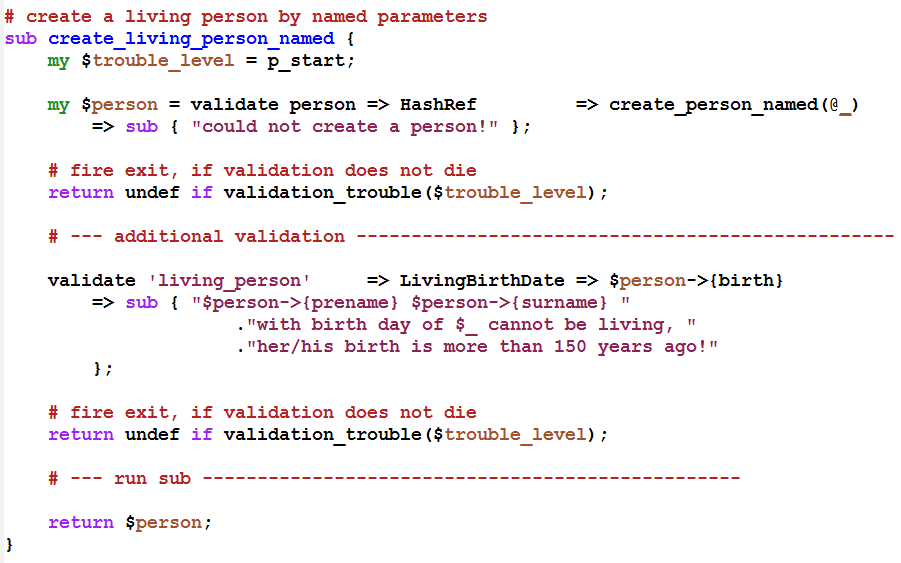 # create a living person by named parameters
sub create_living_person_named {
    my $trouble_level = p_start;

    my $person = validate person => HashRef         => create_person_named(@_)
        => sub { "could not create a person!" };

    # fire exit, if validation does not die
    return undef if validation_trouble($trouble_level);

    # --- additional validation -------------------------------------------------

    validate 'living_person'     => LivingBirthDate => $person->{birth}
        => sub { "$person->{prename} $person->{surname} "
                     ."with birth day of $_ cannot be living, "
                     ."her/his birth is more than 150 years ago!"
        };

    # fire exit, if validation does not die
    return undef if validation_trouble($trouble_level);

    # --- run sub -------------------------------------------------

    return $person;
}